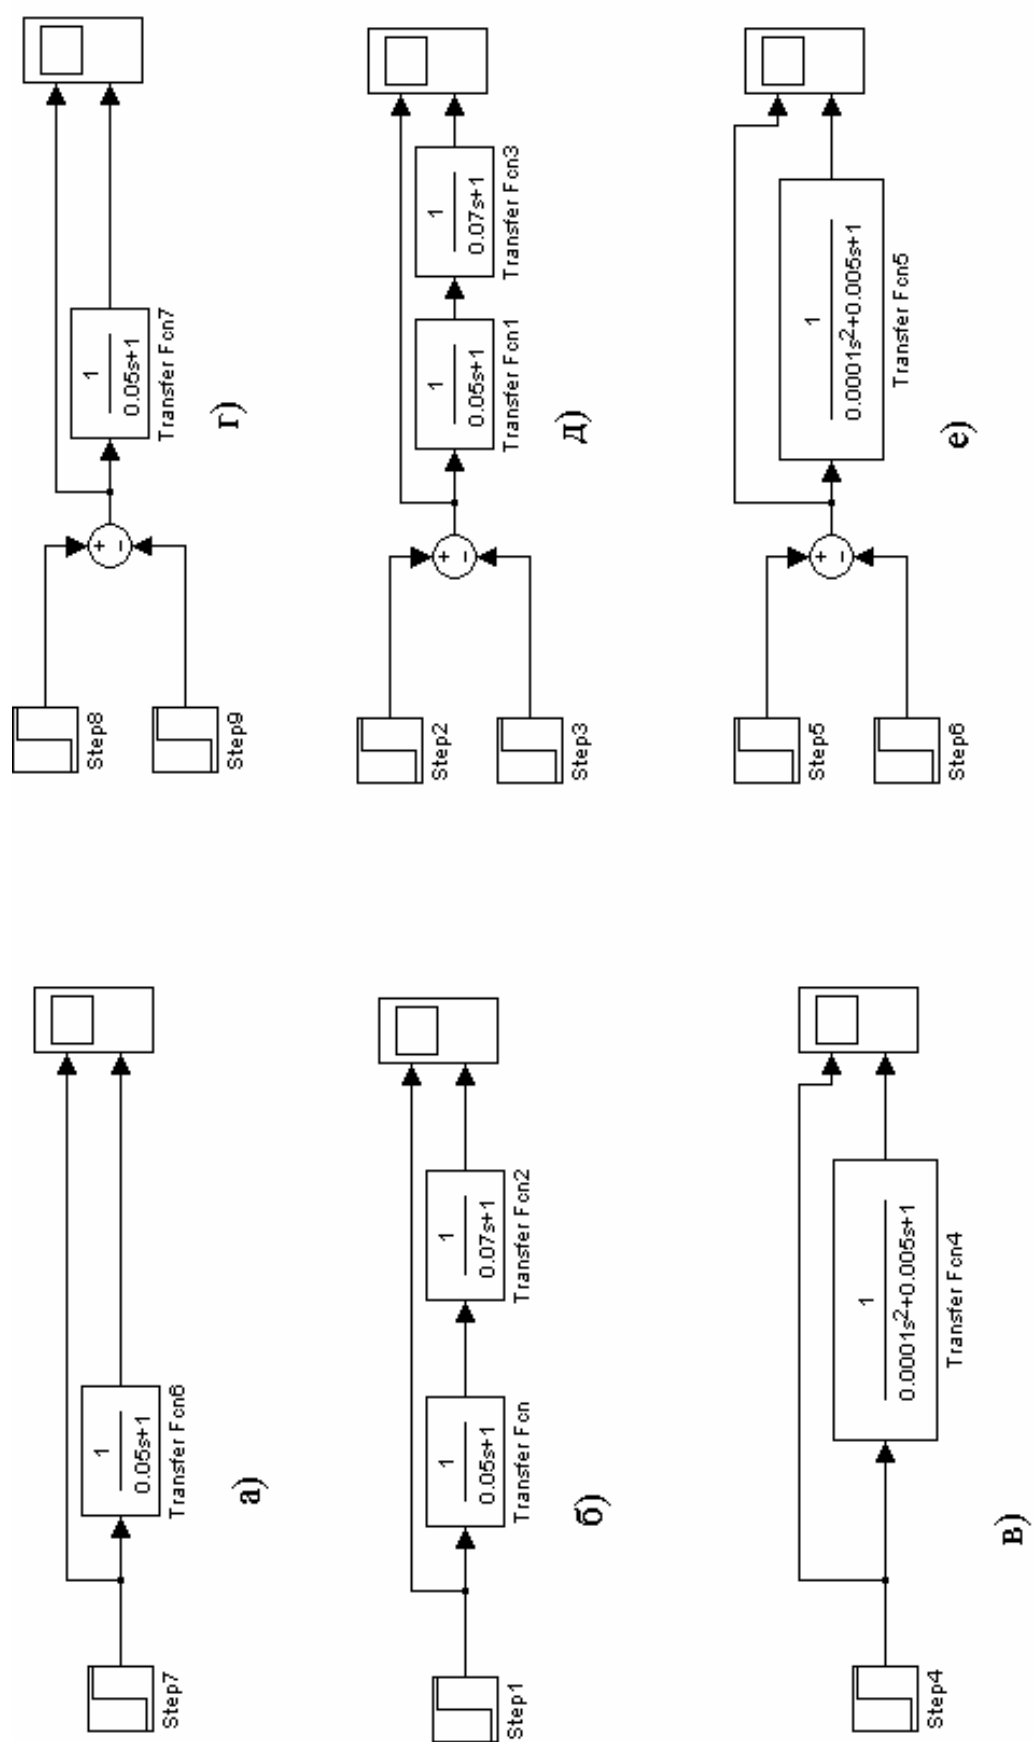 Step7
1
0.05s+1
Transfer Fcn6
а)
Step1
1
0.05s+1
Transfer Fcn
1
0.07s+1
Transfer Fcn2
б)
Step4
1
0.0001s²+0.005s+1
Transfer Fcn4
в)
Step8
Step9
+
−
1
0.05s+1
Transfer Fcn7
г)
Step2
Step3
+
−
1
0.05s+1
Transfer Fcn1
1
0.07s+1
Transfer Fcn3
д)
Step5
Step6
+
−
1
0.0001s²+0.005s+1
Transfer Fcn5
е)